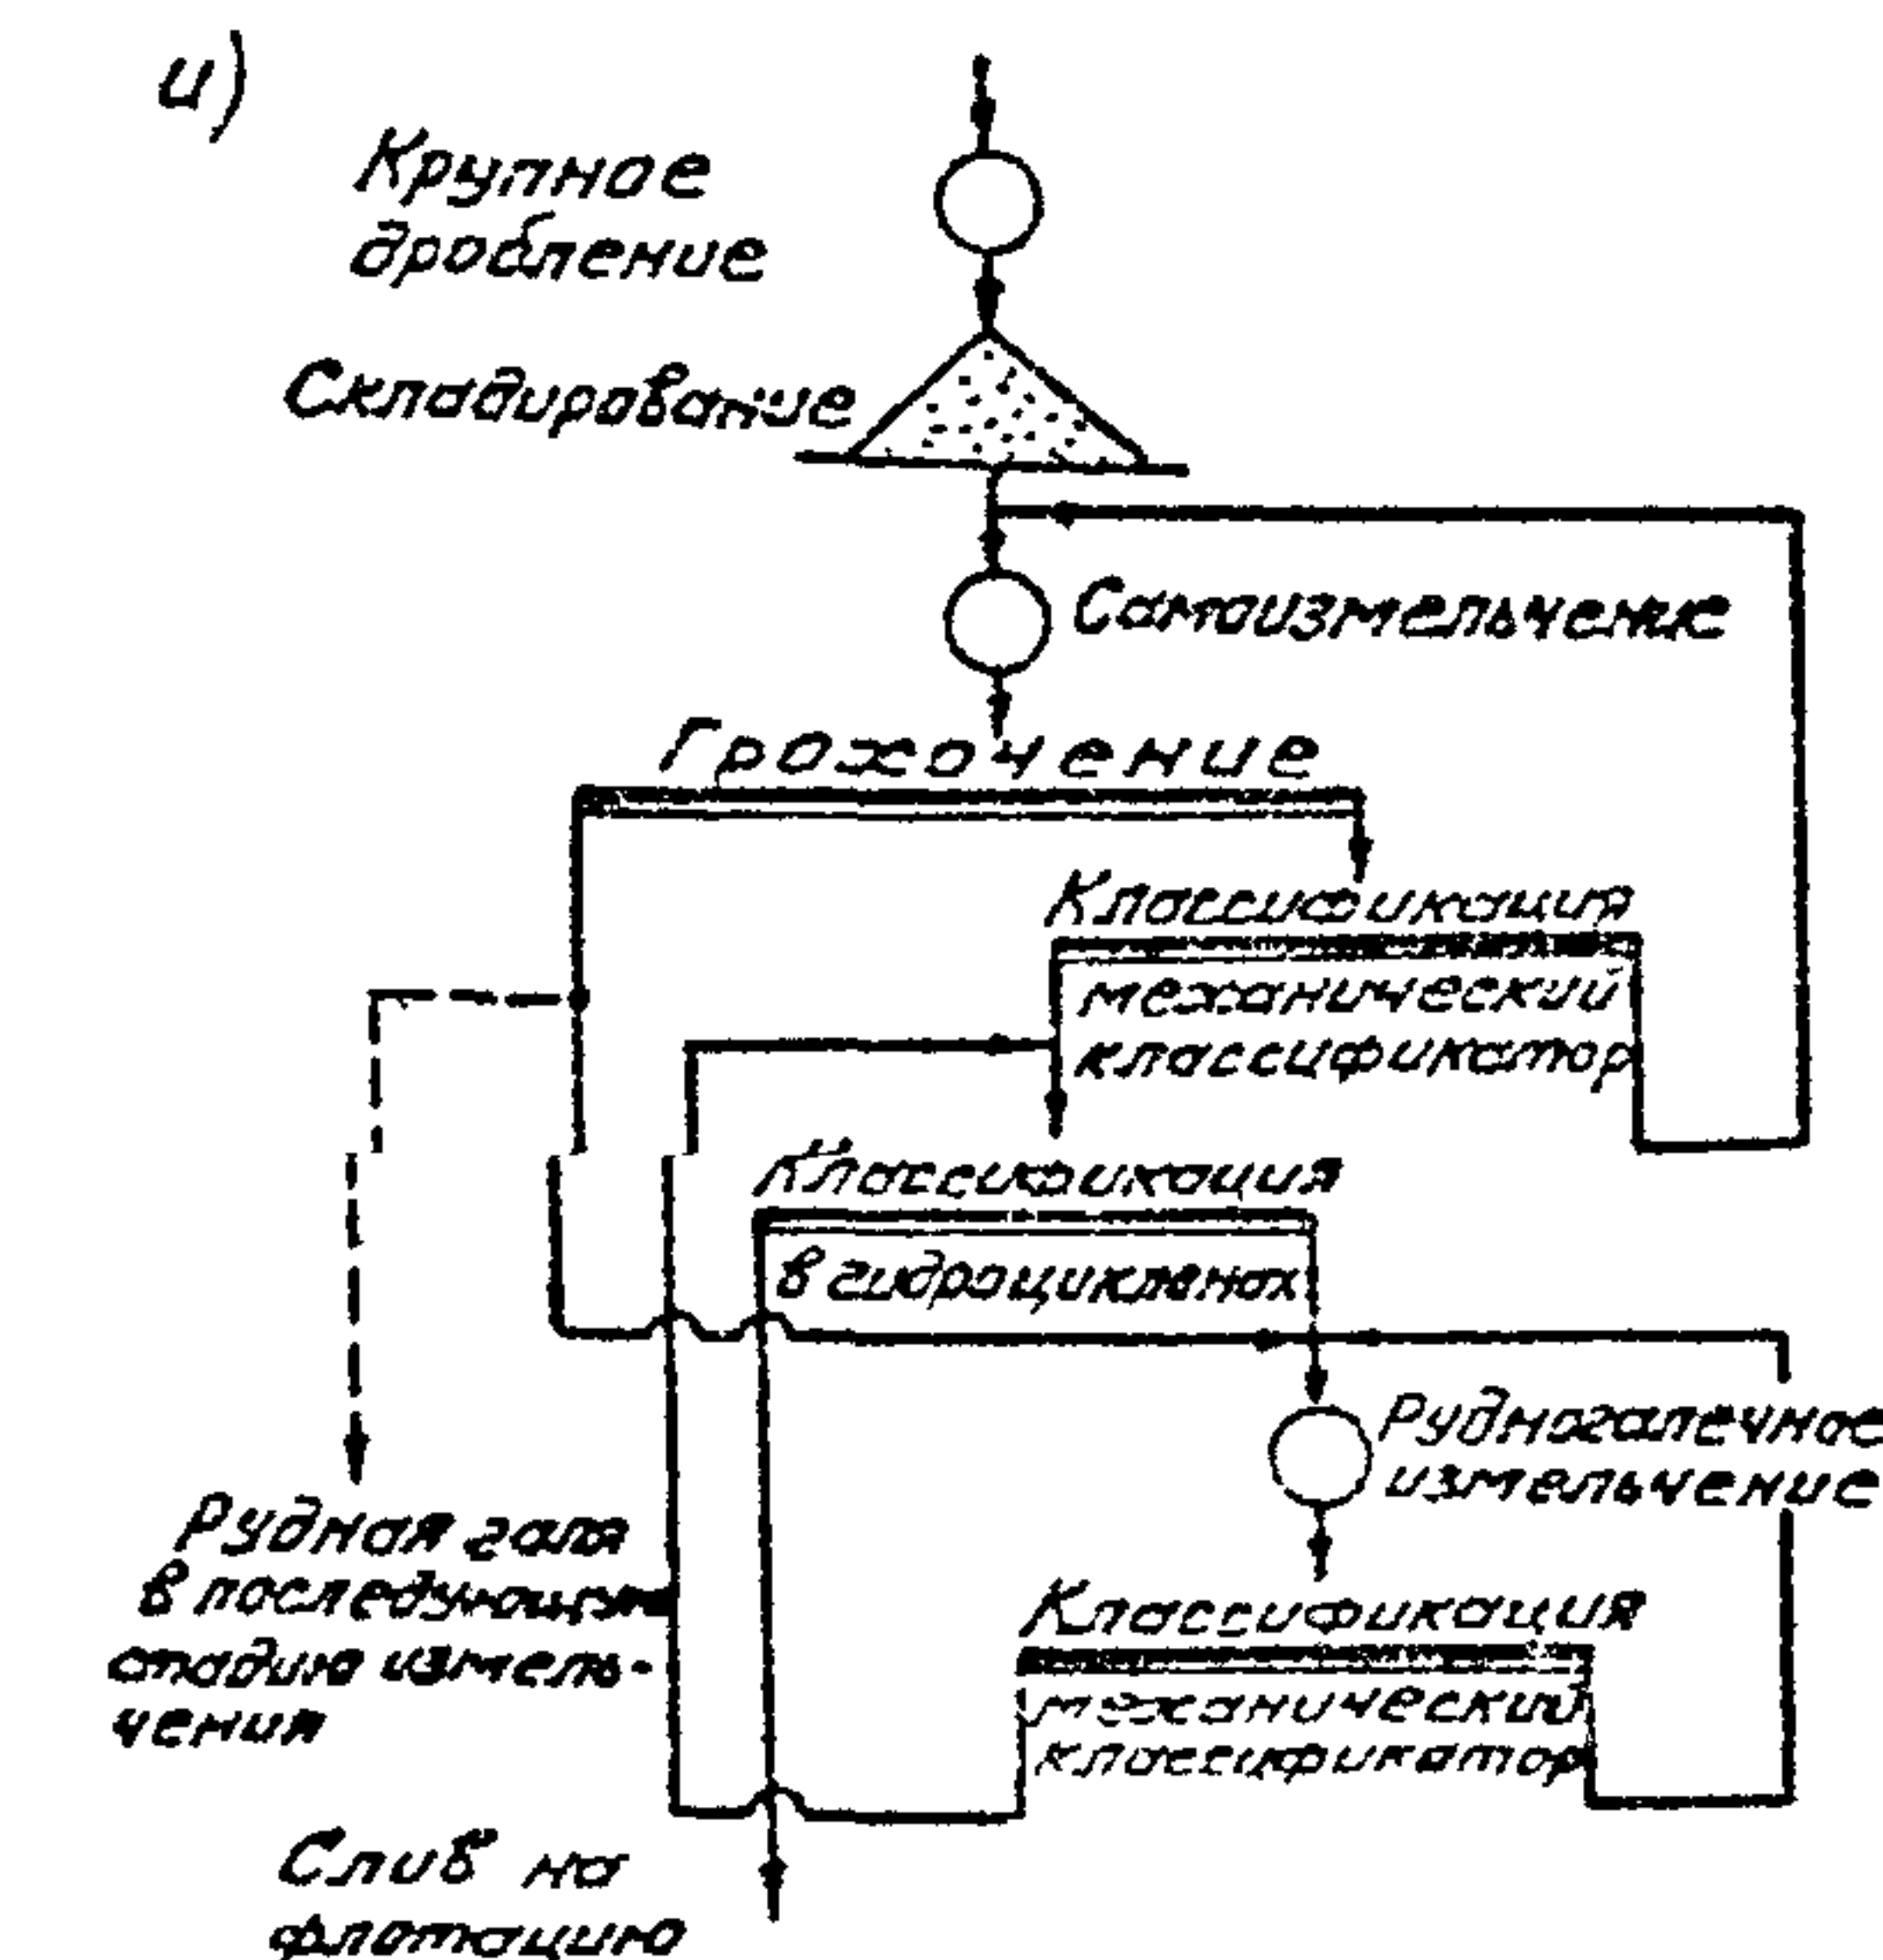 и)
Крупное
дробление
Складирование
Самоизмельчение
Грохочение
Классификация
механический
классификатор
Классификация
в гидроциклонах
Рудногалечное
измельчение
Рудная галя
в последующую
стадию измель-
чения
Классификация
механический
классификатор
Слив на
флотацию